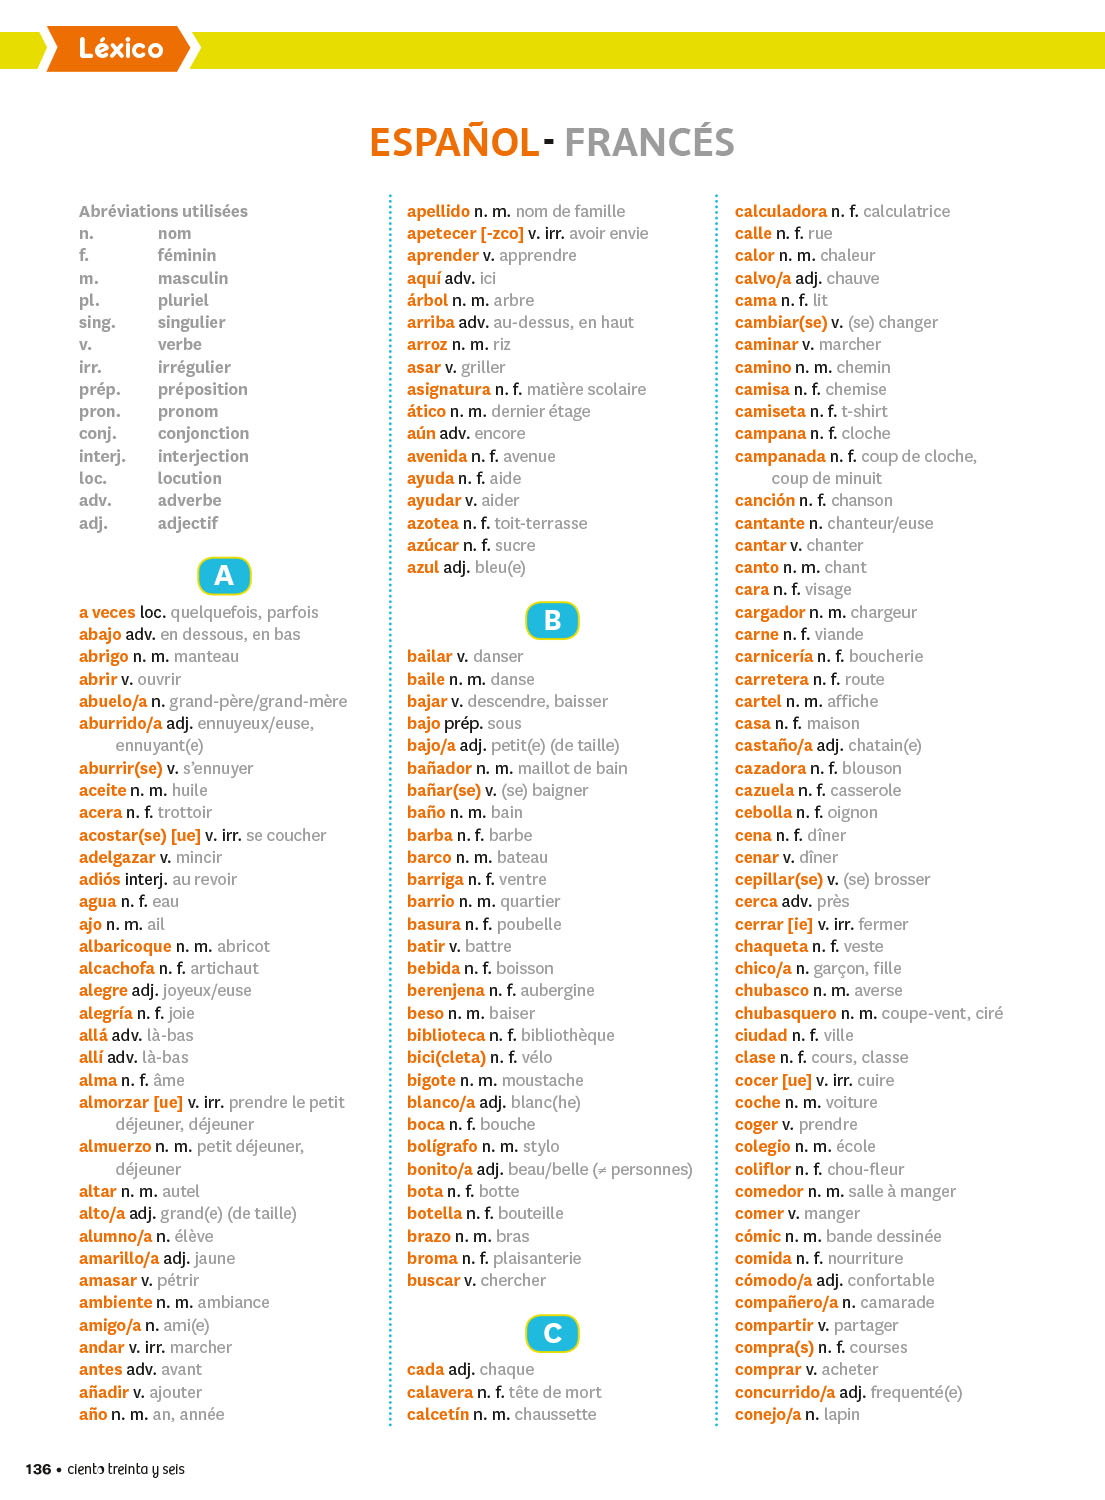 Léxico
ESPAÑOL - FRANCÉS
Abréviations utilisées
n. nom
f. féminin
m. masculin
pl. pluriel
sing. singulier
v. verbe
irr. irrégulier
prép. préposition
pron. pronom
conj. conjonction
interj. interjection
loc. locution
adv. adverbe
adj. adjectif
A
a veces loc. quelquefois, parfois
abajo adv. en dessous, en bas
abrigo n. m. manteau
abrir v. ouvrir
abuelo/a n. grand-père/grand-mère
aburrido/a adj. ennuyeux/euse,
ennuyant(e)
aburrir(se) v. s’ennuyer
aceite n. m. huile
acera n. f. trottoir
acostar(se) [ue] v. irr. se coucher
adelgazar v. mincir
adiós interj. au revoir
agua n. f. eau
ajo n. m. ail
albaricoque n. m. abricot
alcachofa n. f. artichaut
alegre adj. joyeux/euse
alegría n. f. joie
allá adv. là-bas
allí adv. là-bas
alma n. f. âme
almorzar [ue] v. irr. prendre le petit
déjeuner, déjeuner
almuerzo n. m. petit déjeuner,
déjeuner
altar n. m. autel
alto/a adj. grand(e) (de taille)
alumno/a n. élève
amarillo/a adj. jaune
amasar v. pétrir
ambiente n. m. ambiance
amigo/a n. ami(e)
andar v. irr. marcher
antes adv. avant
añadir v. ajouter
año n. m. an, année
apellido n. m. nom de famille
apetecer [-zco] v. irr. avoir envie
aprender v. apprendre
aquí adv. ici
árbol n. m. arbre
arriba adv. au-dessus, en haut
arroz n. m. riz
asar v. griller
asignatura n. f. matière scolaire
ático n. m. dernier étage
aún adv. encore
avenida n. f. avenue
ayuda n. f. aide
ayudar v. aider
azotea n. f. toit-terrasse
azúcar n. f. sucre
azul adj. bleu(e)
B
bailar v. danser
baile n. m. danse
bajar v. descendre, baisser
bajo prép. sous
bajo/a adj. petit(e) (de taille)
bañador n. m. maillot de bain
bañar(se) v. (se) baigner
baño n. m. bain
barba n. f. barbe
barco n. m. bateau
barriga n. f. ventre
barrio n. m. quartier
basura n. f. poubelle
batir v. battre
bebida n. f. boisson
berenjena n. f. aubergine
beso n. m. baiser
biblioteca n. f. bibliothèque
bici(cleta) n. f. vélo
bigote n. m. moustache
blanco/a adj. blanc(he)
boca n. f. bouche
bolígrafo n. m. stylo
bonito/a adj. beau/belle (≠ personnes)
bota n. f. botte
botella n. f. bouteille
brazo n. m. bras
broma n. f. plaisanterie
buscar v. chercher
C
cada adj. chaque
calavera n. f. tête de mort
calcetín n. m. chaussette
calculadora n. f. calculatrice
calle n. f. rue
calor n. m. chaleur
calvo/a adj. chauve
cama n. f. lit
cambiar(se) v. (se) changer
caminar v. marcher
camino n. m. chemin
camisa n. f. chemise
camiseta n. f. t-shirt
campana n. f. cloche
campanada n. f. coup de cloche,
coup de minuit
canción n. f. chanson
cantante n. chanteur/euse
cantar v. chanter
canto n. m. chant
cara n. f. visage
cargador n. m. chargeur
carne n. f. viande
carnicería n. f. boucherie
carretera n. f. route
cartel n. m. affiche
casa n. f. maison
castaño/a adj. chatain(e)
cazadora n. f. blouson
cazuela n. f. casserole
cebolla n. f. oignon
cena n. f. dîner
cenar v. dîner
cepillar(se) v. (se) brosser
cerca adv. près
cerrar [ie] v. irr. fermer
chaqueta n. f. veste
chico/a n. garçon, fille
chubasco n. m. averse
chubasquero n. m. coupe-vent, ciré
ciudad n. f. ville
clase n. f. cours, classe
cocer [ue] v. irr. cuire
coche n. m. voiture
coger v. prendre
colegio n. m. école
coliflor n. f. chou-fleur
comedor n. m. salle à manger
comer v. manger
cómic n. m. bande dessinée
comida n. f. nourriture
cómodo/a adj. confortable
compañero/a n. camarade
compartir v. partager
compra(s) n. f. courses
comprar v. acheter
concurrido/a adj. frequenté(e)
conejo/a n. lapin
136 • ciento treinta y seis